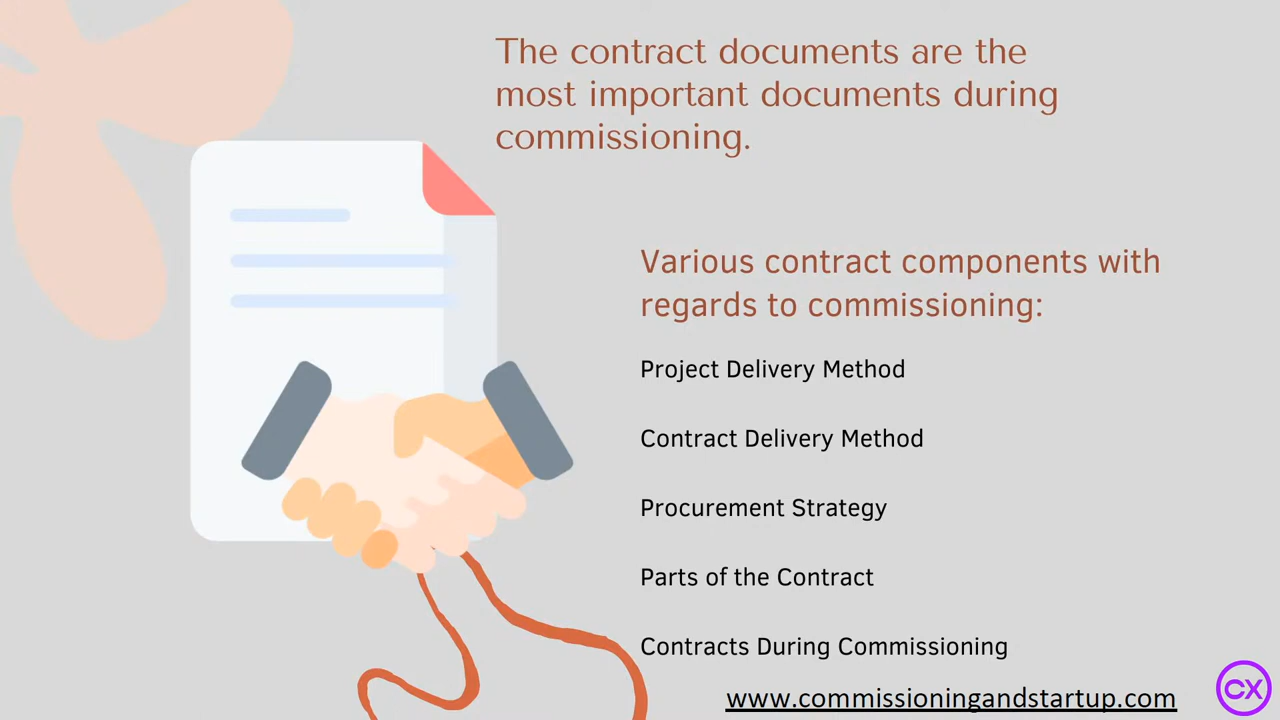 The contract documents are the
most important documents during
commissioning.
Various contract components with
regards to commissioning:
Project Delivery Method
Contract Delivery Method
Procurement Strategy
Parts of the Contract
Contracts During Commissioning
www.commissioningandstartup.com
CX